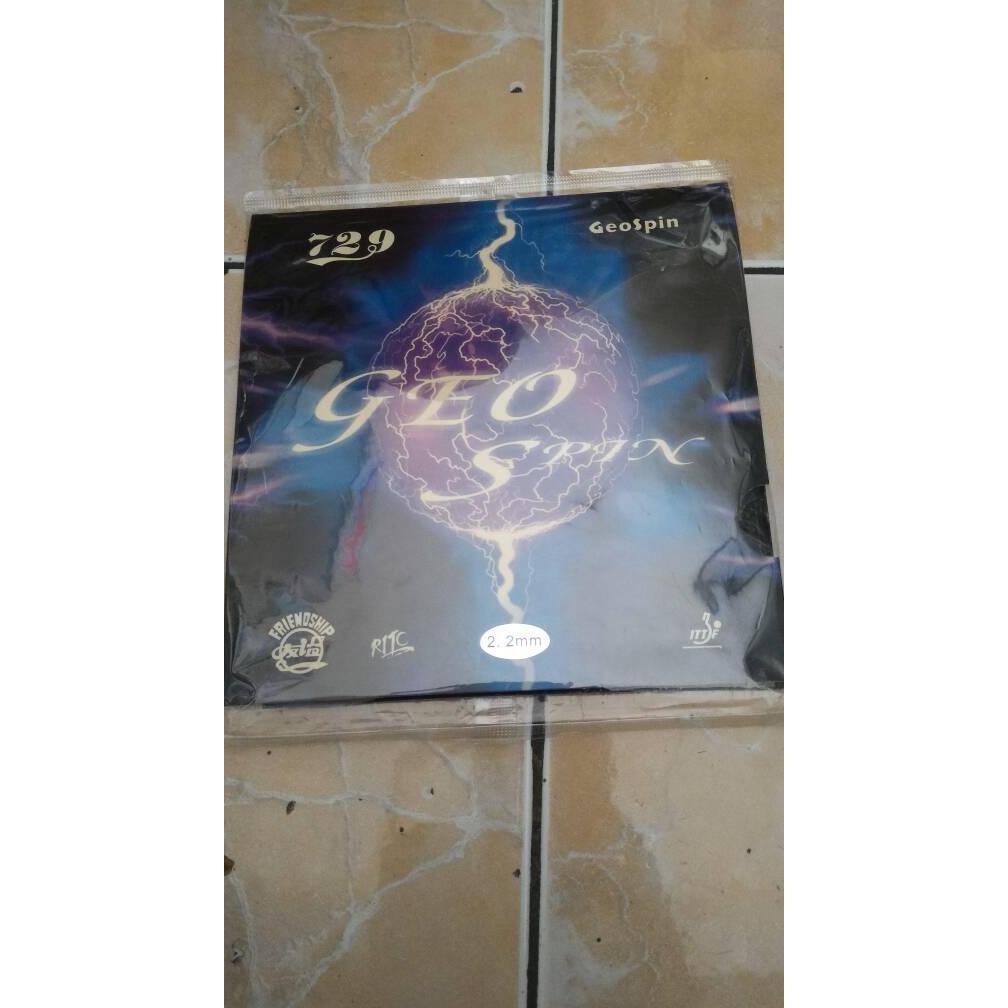 729
GeoSpin
GEO
SPIN
FRIENDSHIP
友谊
RITC
2.2mm
ITTF